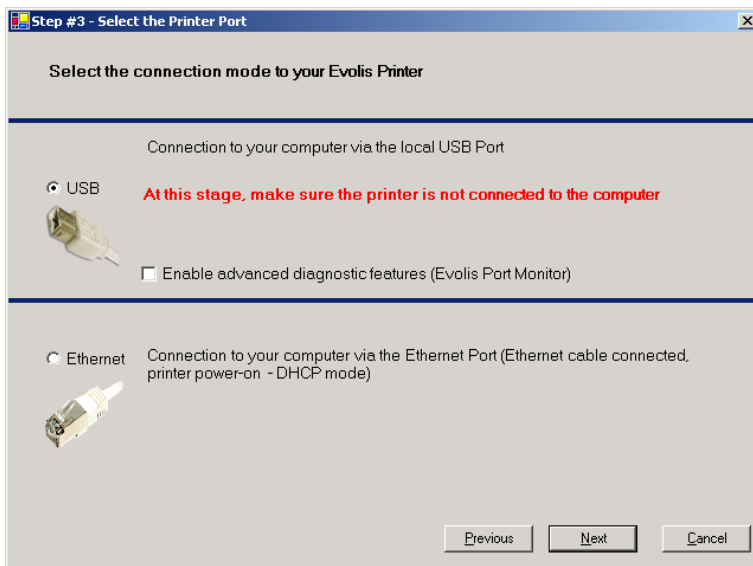 Step #3 - Select the Printer Port
Select the connection mode to your Evolis Printer
Connection to your computer via the local USB Port
USB
At this stage, make sure the printer is not connected to the computer
Enable advanced diagnostic features (Evolis Port Monitor)
Ethernet
Connection to your computer via the Ethernet Port (Ethernet cable connected,
printer power-on - DHCP mode)
Previous
Next
Cancel